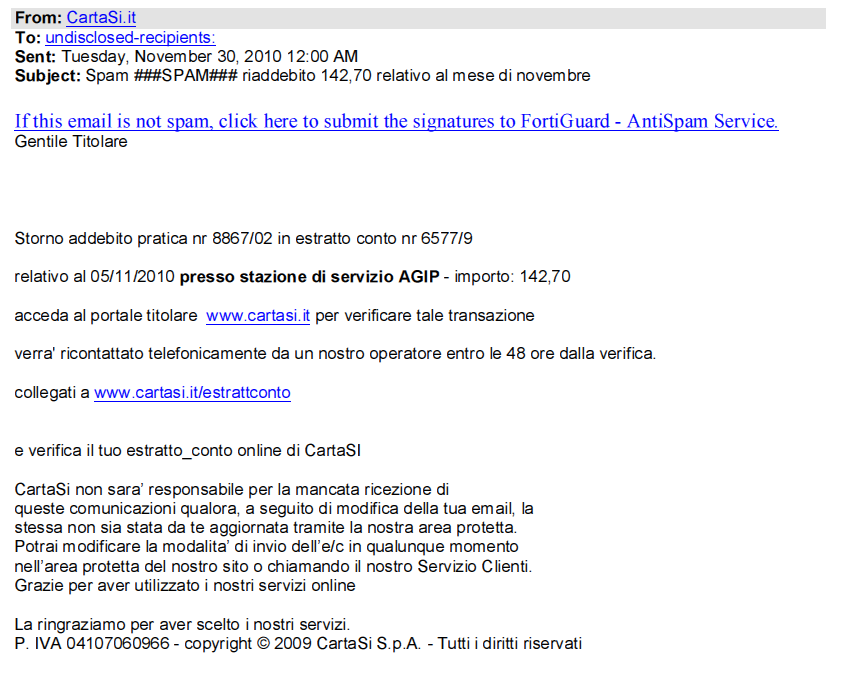 From: CartaSi.it
To: undisclosed-recipients:
Sent: Tuesday, November 30, 2010 12:00 AM
Subject: Spam ###SPAM### riaddebito 142,70 relativo al mese di novembre
If this email is not spam, click here to submit the signatures to FortiGuard - AntiSpam Service.
Gentile Titolare
Storno addebito pratica nr 8867/02 in estratto conto nr 6577/9
relativo al 05/11/2010 presso stazione di servizio AGIP - importo: 142,70
acceda al portale titolare www.cartasi.it per verificare tale transazione
verra' ricontattato telefonicamente da un nostro operatore entro le 48 ore dalla verifica.
collegati a www.cartasi.it/estrattconto
e verifica il tuo estratto_conto online di CartaSI
CartaSi non sara’ responsabile per la mancata ricezione di
queste comunicazioni qualora, a seguito di modifica della tua email, la
stessa non sia stata da te aggiornata tramite la nostra area protetta.
Potrai modificare la modalita’ di invio dell’e/c in qualunque momento
nell’area protetta del nostro sito o chiamando il nostro Servizio Clienti.
Grazie per aver utilizzato i nostri servizi online
La ringraziamo per aver scelto i nostri servizi.
P. IVA 04107060966 - copyright © 2009 CartaSi S.p.A. - Tutti i diritti riservati